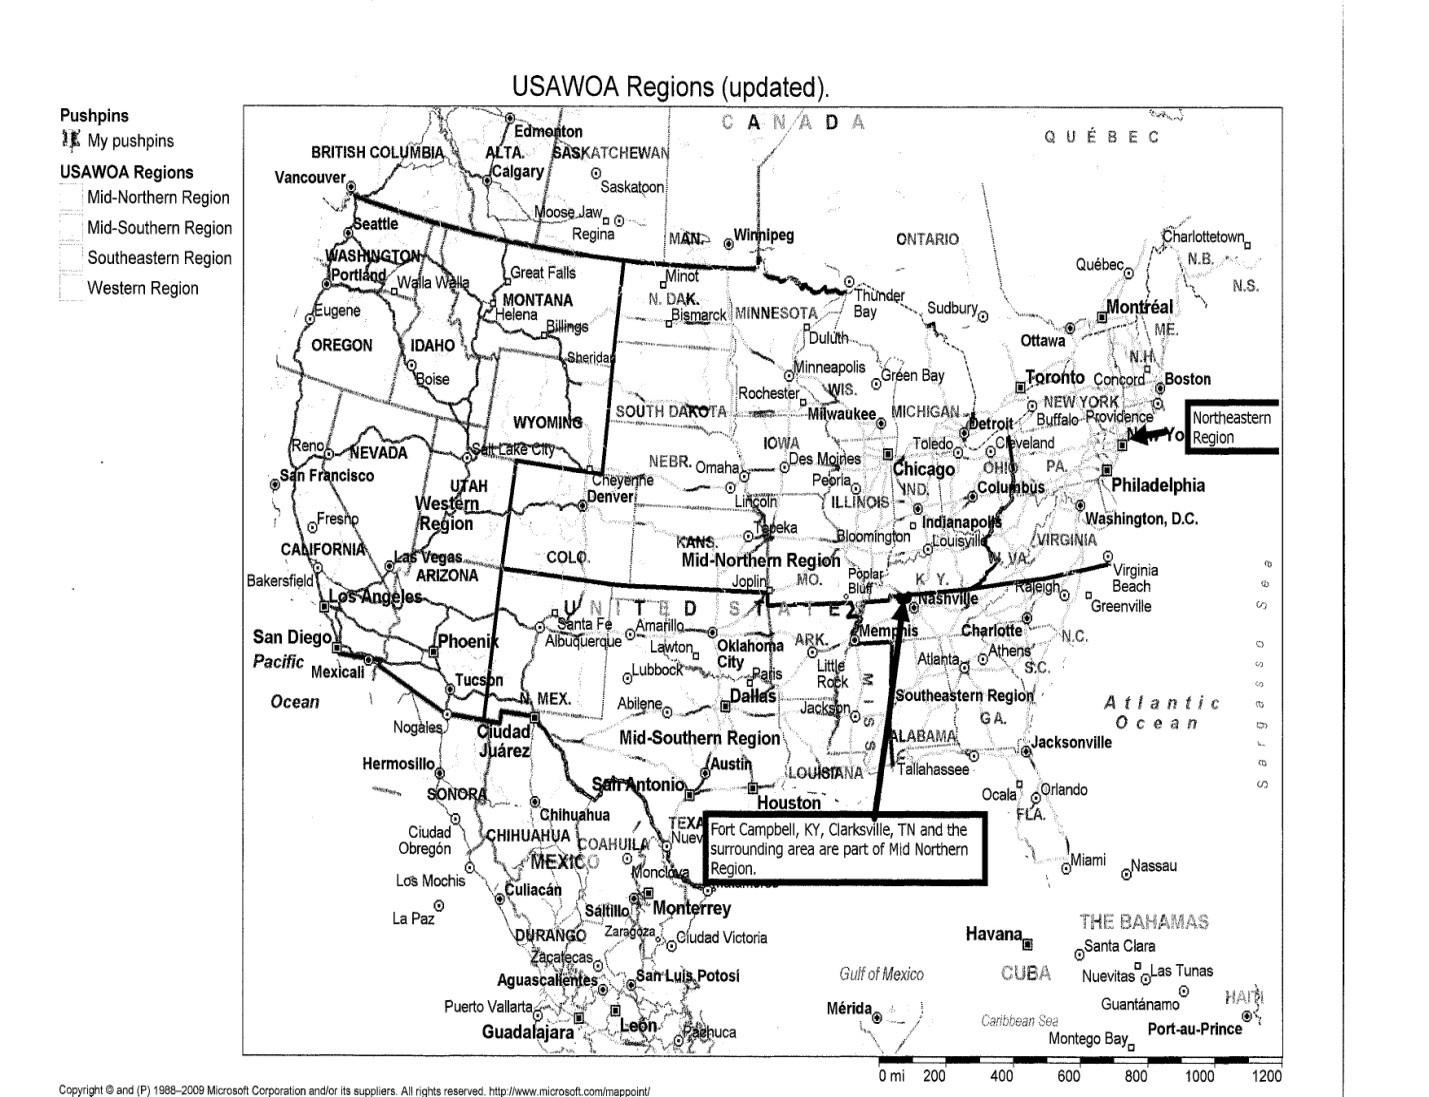 USAWOA Regions (updated).
Pushpins
My pushpins
USAWOA Regions
Mid-Northern Region
Mid-Southern Region
Southeastern Region
Western Region
CANADA
QUÉBEC
Edmonton
BRITISH COLUMBIA
ALTA.
SASKATCHEWAN
Calgary
Vancouver
Saskatoon
Moose Jaw
Regina
Seattle
MAN.
Winnipeg
ONTARIO
Charlottetown
N.B.
N.S.
WASHINGTON
Portland
Walla Walla
Great Falls
Minot
Québec
MONTANA
Helena
N. DAK.
Bismarck
MINNESOTA
Thunder
Bay
Sudbury
Montréal
ME.
Eugene
Billings
Duluth
Ottawa
OREGON
IDAHO
Sheridan
N.H.
Boise
Minneapolis
WIS.
Green Bay
Toronto
Concord
Boston
Rochester
WYOMING
SOUTH DAKOTA
Milwaukee
MICHIGAN
NEW YORK
Buffalo
Providence
Northeastern
Region
Detroit
Reno
NEVADA
Salt Lake City
IOWA
Toledo
Cleveland
San Francisco
NEBR.
Omaha
Des Moines
Chicago
OHIO
PA.
Cheyenne
Peoria
IND.
Columbus
Philadelphia
UTAH
Denver
Lincoln
ILLINOIS
Western
Region
Fresno
Topeka
Indianapolis
Washington, D.C.
Bloomington
Louisville
VIRGINIA
CALIFORNIA
KANS.
Las Vegas
COLO.
Mid-Northern Region
W. VA.
Bakersfield
ARIZONA
Joplin
MO.
Poplar
Bluff
K Y.
Raleigh
Virginia
Beach
Los Angeles
UNITED STATES
Nashville
Greenville
San Diego
Pacific
Ocean
Phoenix
Santa Fe
Albuquerque
Amarillo
Lawton
Oklahoma
City
ARK.
Memphis
Charlotte
N.C.
Mexicali
Lubbock
Paris
Little
Rock
Atlanta
Athens
S.C.
Tucson
N. MEX.
Abilene
Dallas
Jackson
MISS
Southeastern Region
GA.
Atlantic
Ocean
Sargasso Sea
Nogales
Ciudad
Juárez
Mid-Southern Region
ALABAMA
Jacksonville
Hermosillo
Austin
LOUISIANA
Tallahassee
SONORA
San Antonio
Houston
Ocala
Orlando
Chihuahua
FLA.
Ciudad
Obregón
CHIHUAHUA
COAHUILA
TEXA
Nuev
Fort Campbell, KY, Clarksville, TN and the
surrounding area are part of Mid Northern
Region.
MEXICO
Monclova
Miami
Nassau
Los Mochis
Culiacán
La Paz
Saltillo
Monterrey
THE BAHAMAS
DURANGO
Zaragoza
Ciudad Victoria
Havana
Santa Clara
Zacatecas
Aguascalientes
San Luis Potosí
Gulf of Mexico
CUBA
Nuevitas
Las Tunas
Puerto Vallarta
Guantánamo
HAITI
Guadalajara
León
Pachuca
Mérida
Caribbean Sea
Port-au-Prince
Montego Bay
0 mi 200 400 600 800 1000 1200
Copyright © and (P) 1988–2009 Microsoft Corporation and/or its suppliers. All rights reserved. http://www.microsoft.com/mappoint/